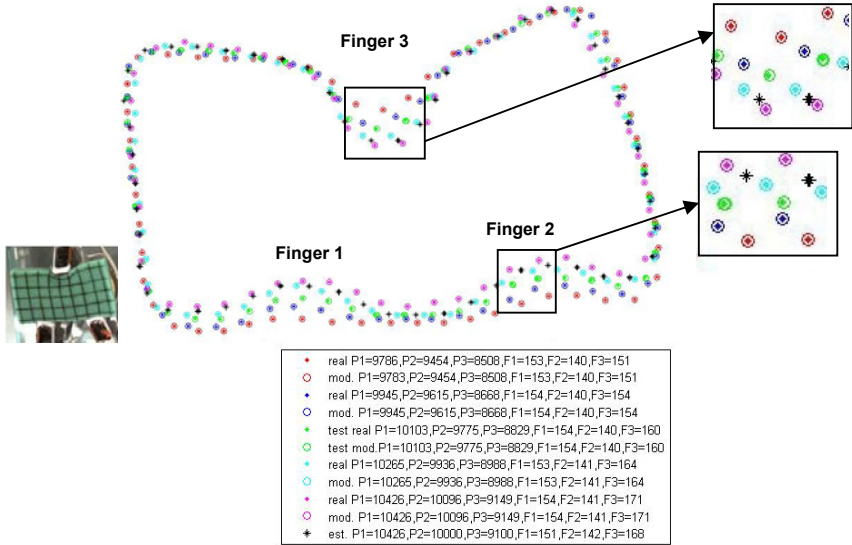 Finger 3
Finger 1
Finger 2
real P1=9786,P2=9454,P3=8508,F1=153,F2=140,F3=151
mod. P1=9783,P2=9454,P3=8508,F1=153,F2=140,F3=151
real P1=9945,P2=9615,P3=8668,F1=154,F2=140,F3=154
mod. P1=9945,P2=9615,P3=8668,F1=154,F2=140,F3=154
test real P1=10103,P2=9775,P3=8829,F1=154,F2=140,F3=160
test mod.P1=10103,P2=9775,P3=8829,F1=154,F2=140,F3=160
real P1=10265,P2=9936,P3=8988,F1=153,F2=141,F3=164
mod. P1=10265,P2=9936,P3=8988,F1=153,F2=141,F3=164
real P1=10426,P2=10096,P3=9149,F1=154,F2=141,F3=171
mod. P1=10426,P2=10096,P3=9149,F1=154,F2=141,F3=171
est. P1=10426,P2=10000,P3=9100,F1=151,F2=142,F3=168